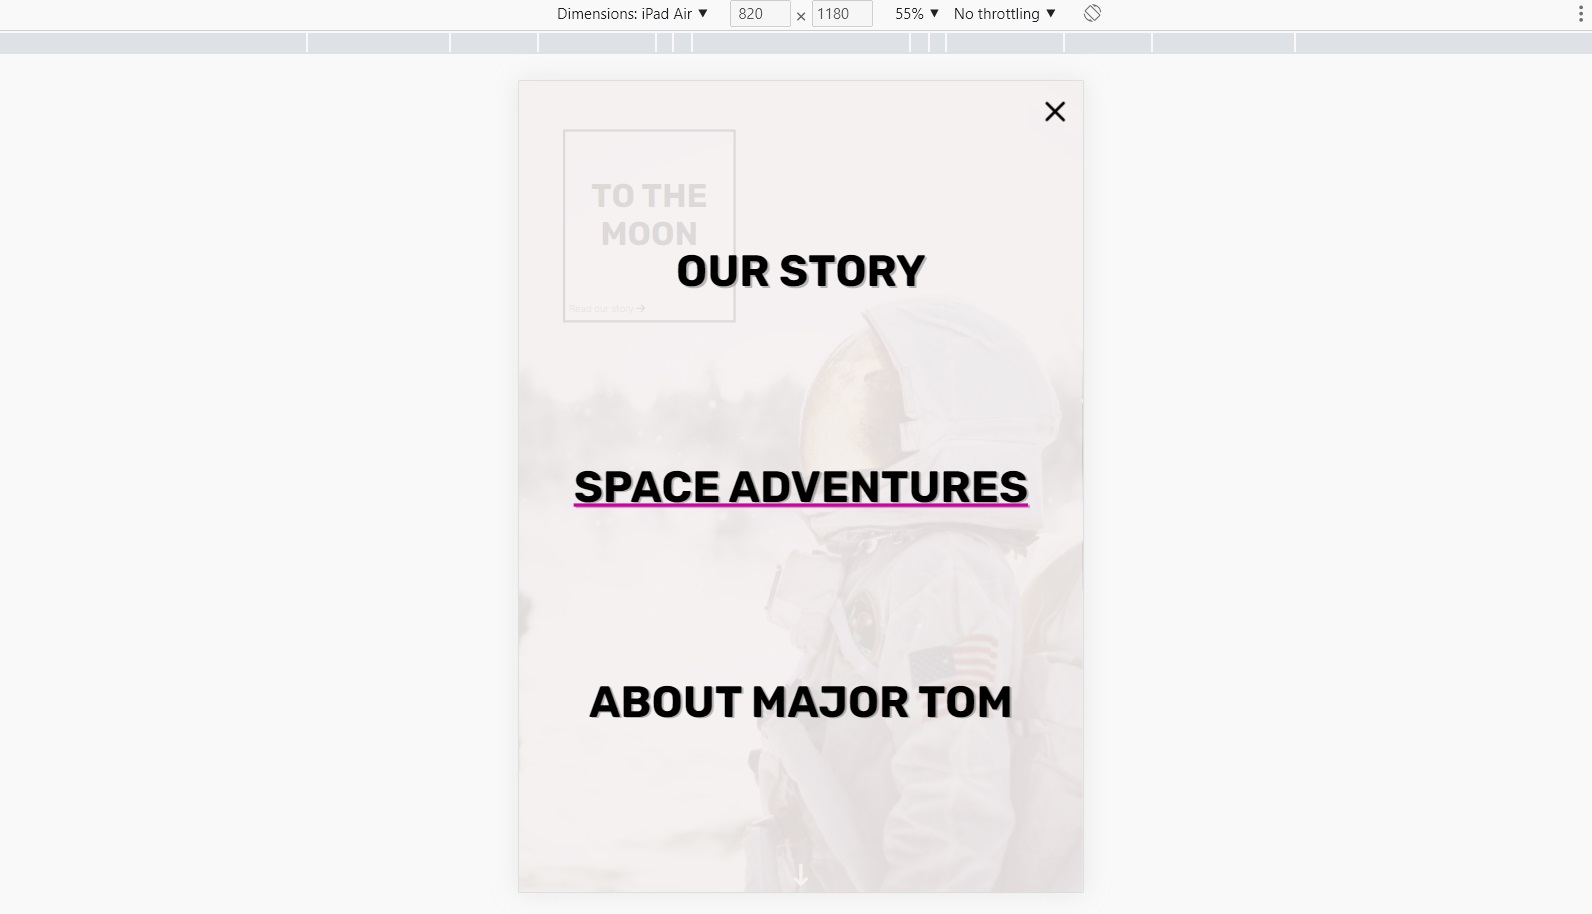 Dimensions: iPad Air ▼ 820 × 1180 55% ▼ No throttling ▼
TO THE
MOON
OUR STORY
Read our story →
SPACE ADVENTURES
ABOUT MAJOR TOM